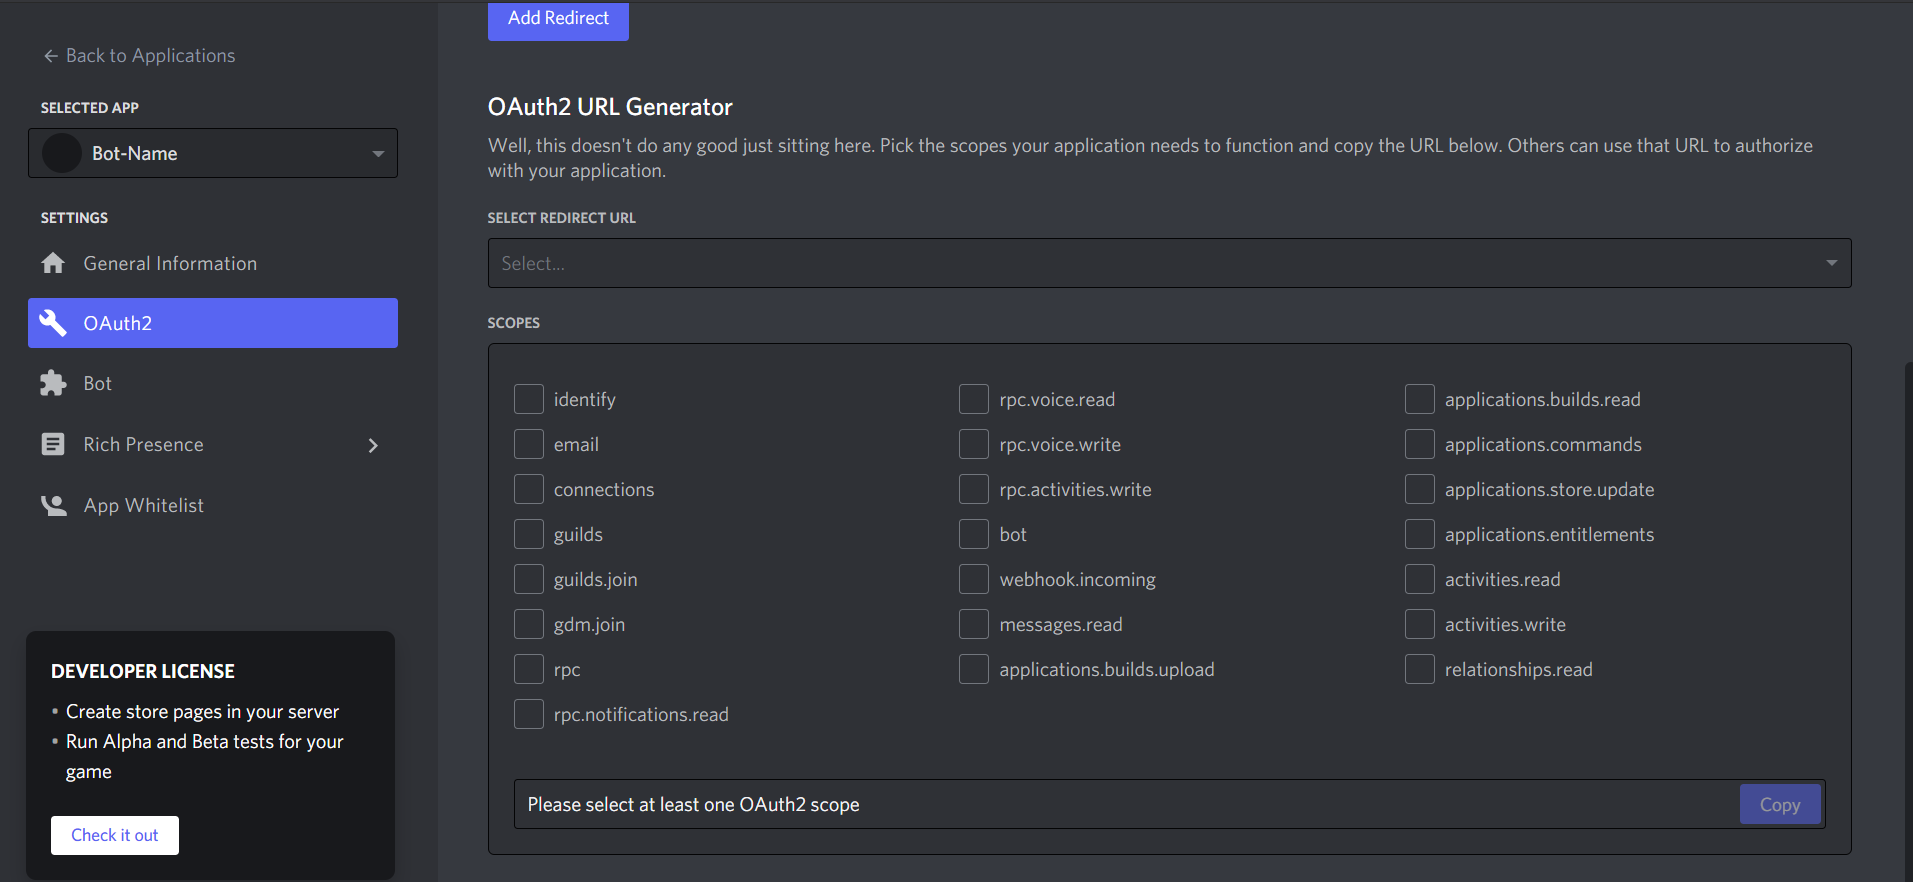 ← Back to Applications
SELECTED APP
Bot-Name
SETTINGS
General Information
OAuth2
Bot
Rich Presence
App Whitelist
DEVELOPER LICENSE
• Create store pages in your server
• Run Alpha and Beta tests for your
game
Check it out
Add Redirect
OAuth2 URL Generator
Well, this doesn't do any good just sitting here. Pick the scopes your application needs to function and copy the URL below. Others can use that URL to authorize
with your application.
SELECT REDIRECT URL
Select...
SCOPES
identify
email
connections
guilds
guilds.join
gdm.join
rpc
rpc.notifications.read
rpc.voice.read
rpc.voice.write
rpc.activities.write
bot
webhook.incoming
messages.read
applications.builds.upload
applications.builds.read
applications.commands
applications.store.update
applications.entitlements
activities.read
activities.write
relationships.read
Please select at least one OAuth2 scope
Copy